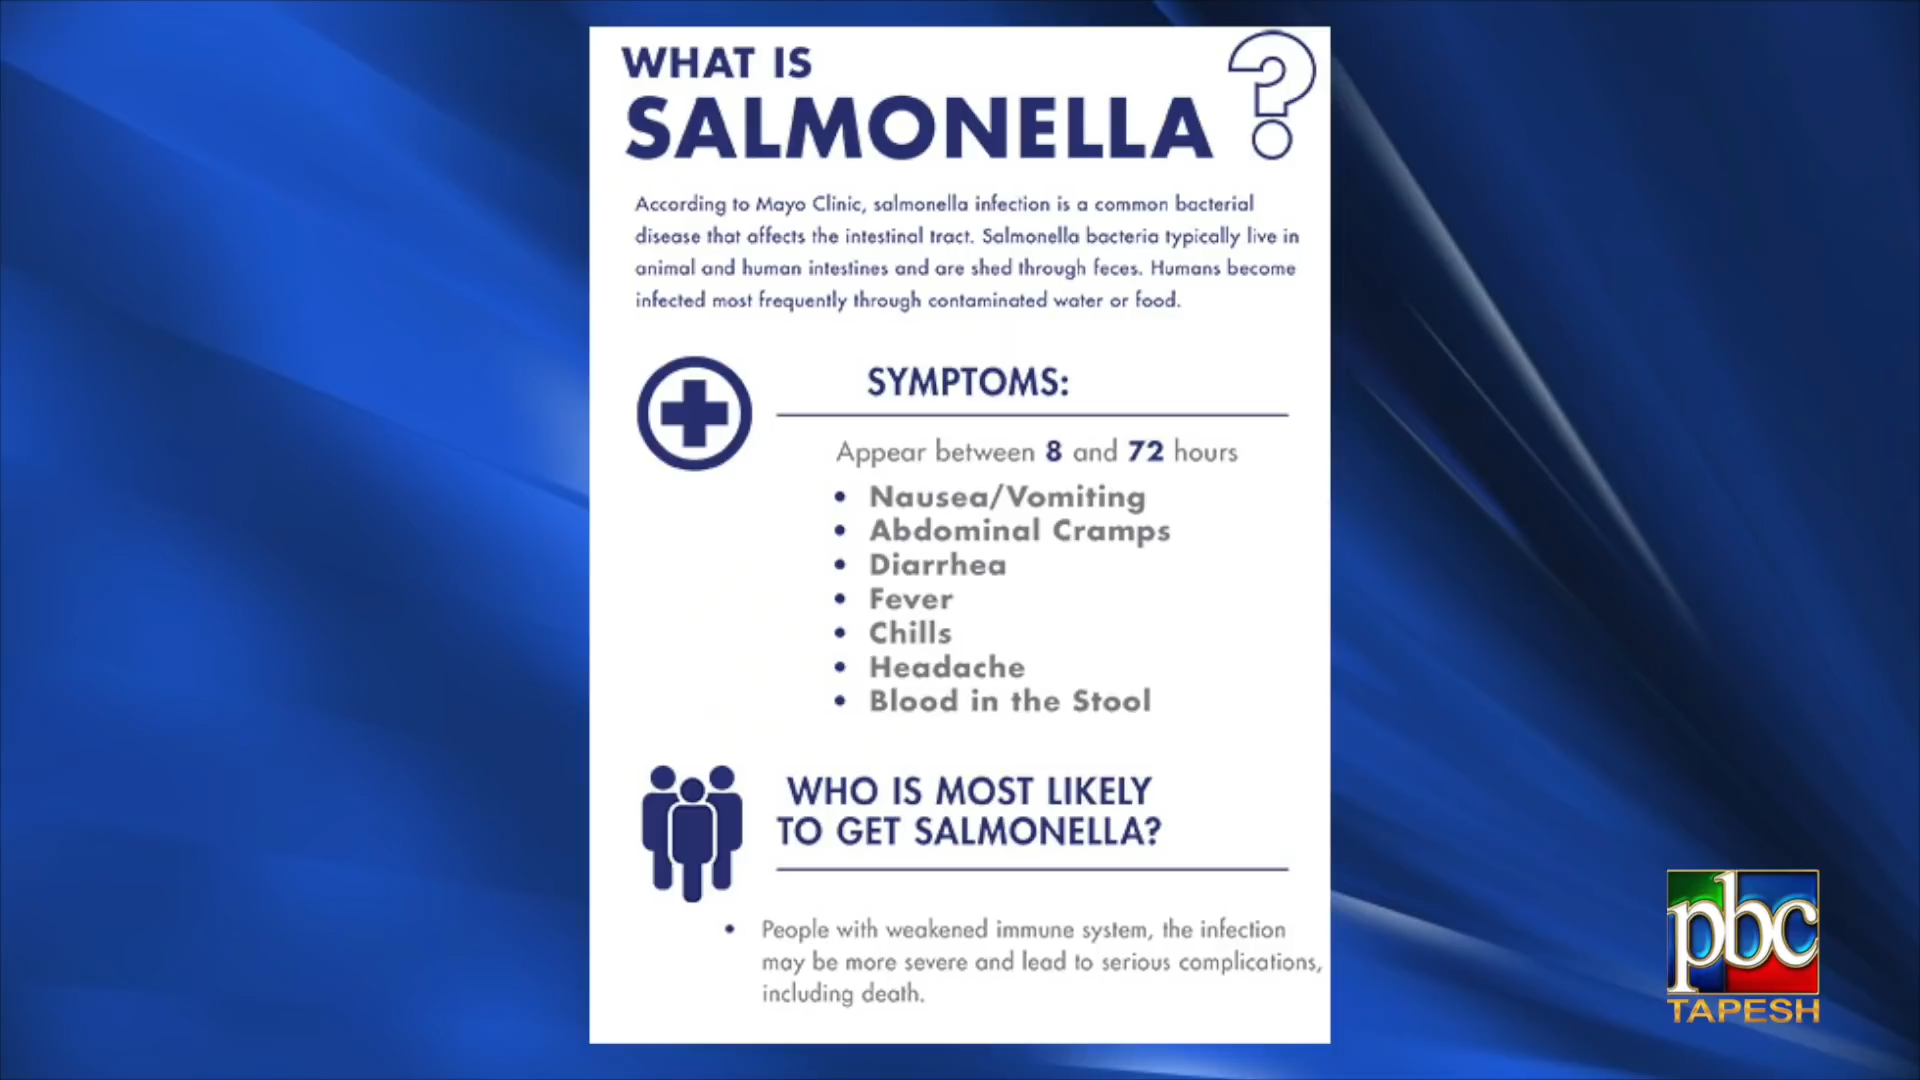 WHAT IS
SALMONELLA ?
According to Mayo Clinic, salmonella infection is a common bacterial
disease that affects the intestinal tract. Salmonella bacteria typically live in
animal and human intestines and are shed through feces. Humans become
infected most frequently through contaminated water or food.
SYMPTOMS:
Appear between 8 and 72 hours
• Nausea/Vomiting
• Abdominal Cramps
• Diarrhea
• Fever
• Chills
• Headache
• Blood in the Stool
WHO IS MOST LIKELY
TO GET SALMONELLA?
• People with weakened immune system, the infection
may be more severe and lead to serious complications,
including death.
pbc
TAPESH